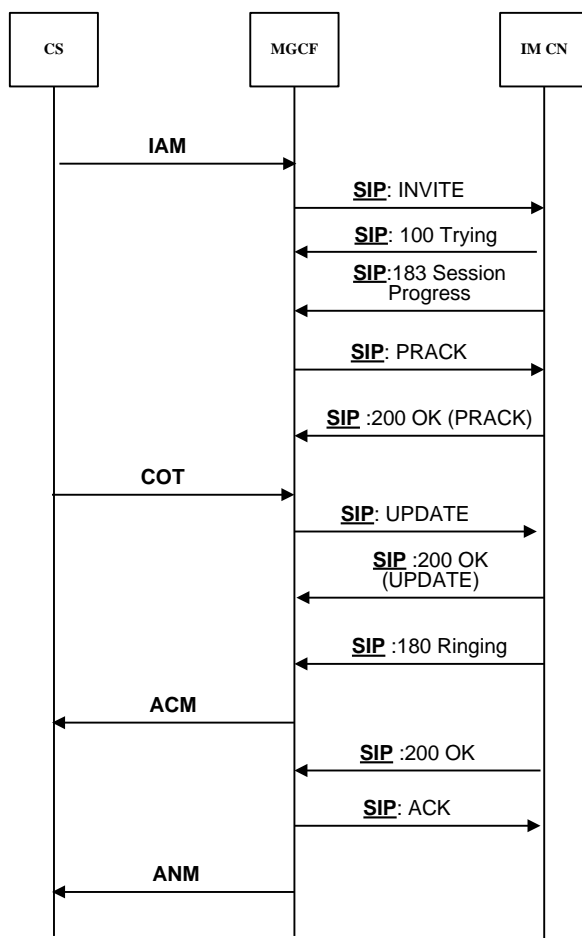 CS
MGCF
IM CN
IAM
SIP: INVITE
SIP: 100 Trying
SIP:183 Session
Progress
SIP: PRACK
SIP :200 OK (PRACK)
COT
SIP: UPDATE
SIP :200 OK
(UPDATE)
SIP :180 Ringing
ACM
SIP :200 OK
SIP: ACK
ANM